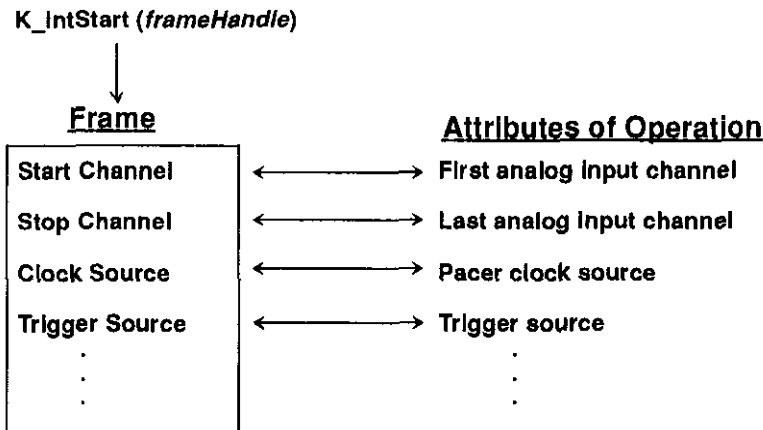 K_IntStart (frameHandle)
Frame
Attributes of Operation
Start Channel
First analog input channel
Stop Channel
Last analog input channel
Clock Source
Pacer clock source
Trigger Source
Trigger source
. .
. .
. .